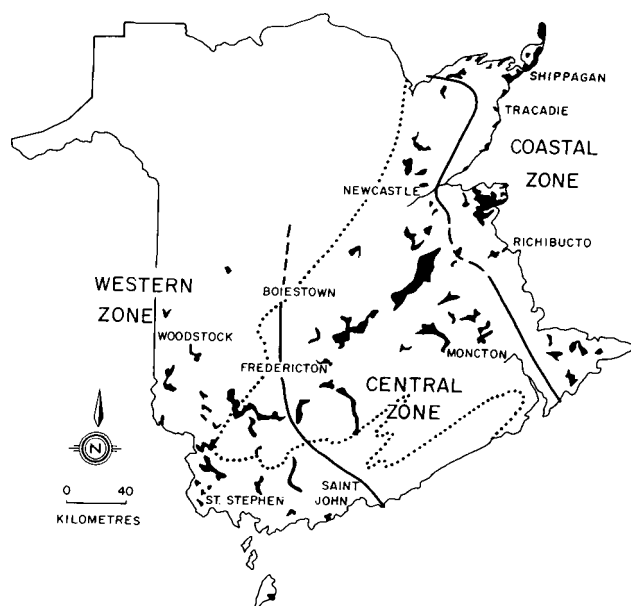 SHIPPAGAN
TRACADIE
COASTAL
ZONE
NEWCASTLE
RICHIBUCTO
WESTERN
ZONE
BOIESTOWN
WOODSTOCK
FREDERICTON
MONCTON
CENTRAL
ZONE
N
0 40
KILOMETRES
ST. STEPHEN
SAINT
JOHN